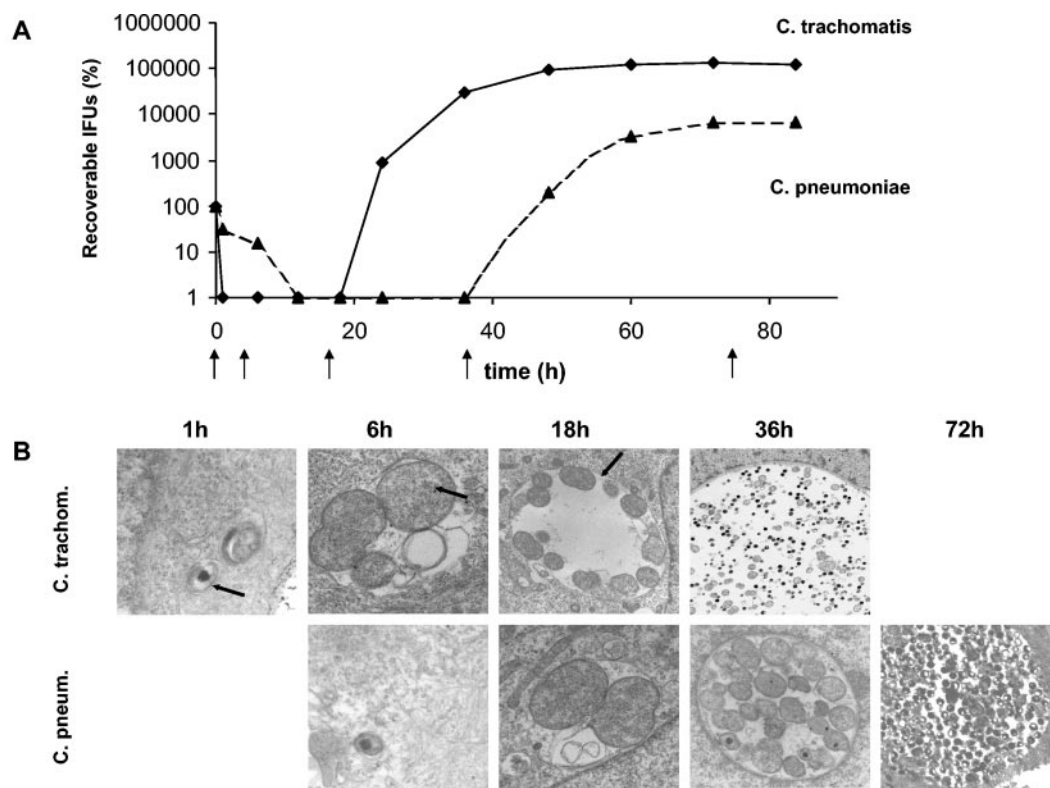 A
Recoverable IFUs (%)
1000000
100000
10000
1000
100
10
1
0 20 40 60 80
time (h)
C. trachomatis
C. pneumoniae
B
1h 6h 18h 36h 72h
C. trachom.
C. pneum.